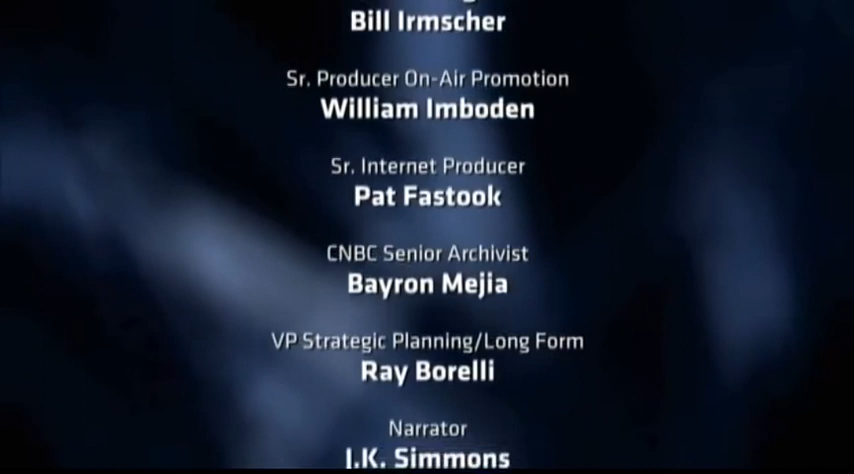 Bill Irmscher
Sr. Producer On-Air Promotion
William Imboden
Sr. Internet Producer
Pat Fastook
CNBC Senior Archivist
Bayron Mejia
VP Strategic Planning/Long Form
Ray Borelli
Narrator
J.K. Simmons